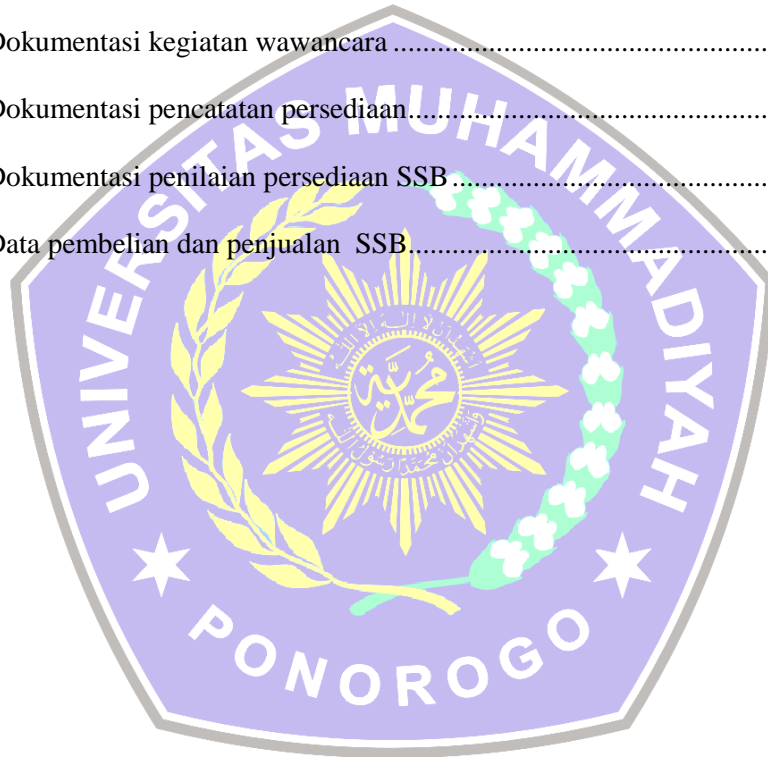 Dokumentasi kegiatan wawancara ..................................................
Dokumentasi pencatatan persediaan................................................
Dokumentasi penilaian persediaan SSB ..........................................
Data pembelian dan penjualan  SSB................................................
UNIVERSITAS MUHAMMADIYAH
PONOROGO